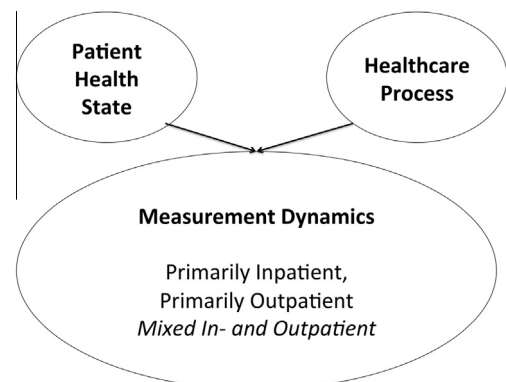 Patient
Health
State
Healthcare
Process
Measurement Dynamics
Primarily Inpatient,
Primarily Outpatient
Mixed In- and Outpatient